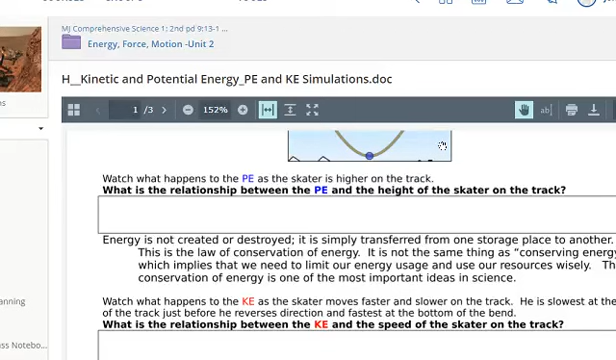 MJ Comprehensive Science 1: 2nd pd 9:13-1 ...
Energy, Force, Motion -Unit 2
H__Kinetic and Potential Energy_PE and KE Simulations.doc
1 /3 152%
Watch what happens to the PE as the skater is higher on the track.
What is the relationship between the PE and the height of the skater on the track?
Energy is not created or destroyed; it is simply transferred from one storage place to another.
This is the law of conservation of energy. It is not the same thing as "conserving energy
which implies that we need to limit our energy usage and use our resources wisely. Th
conservation of energy is one of the most important ideas in science.
anning
Watch what happens to the KE as the skater moves faster and slower on the track. He is slowest at the
of the track just before he reverses direction and fastest at the bottom of the bend.
What is the relationship between the KE and the speed of the skater on the track?
ass Notebo...